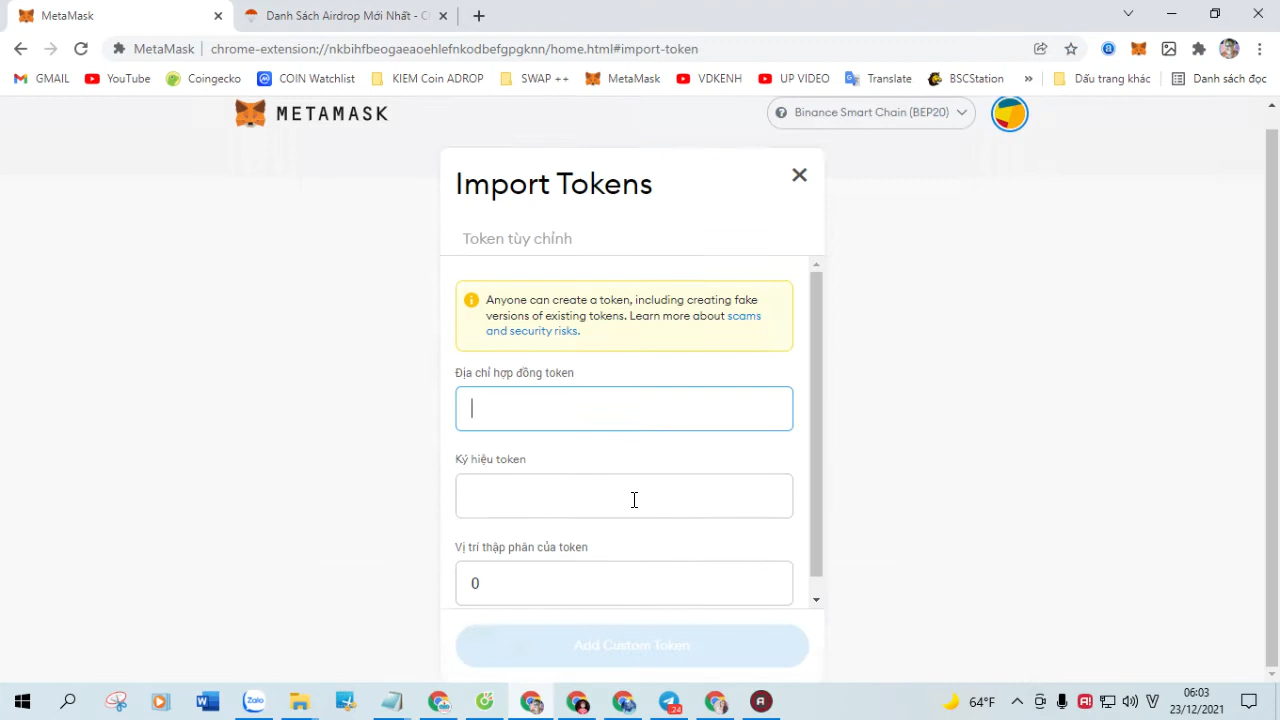 MetaMask
Danh Sách Airdrop Mới Nhất - C
MetaMask
chrome-extension://nkbihfbeogaeaoehlefnkodbefgpgknn/home.html#import-token
GMAIL
YouTube
Coingecko
COIN Watchlist
KIEM Coin ADROP
SWAP ++
MetaMask
VDKENH
UP VIDEO
Translate
BSCStation
»
Dấu trang khác
Danh sách đọc
METAMASK
Binance Smart Chain (BEP20)
Import Tokens
Token tùy chỉnh
Anyone can create a token, including creating fake
versions of existing tokens. Learn more about scams
and security risks.
Địa chỉ hợp đồng token
Ký hiệu token
Vị trí thập phân của token
0
Add Custom Token
Zalo
24
64°F
06:03
23/12/2021